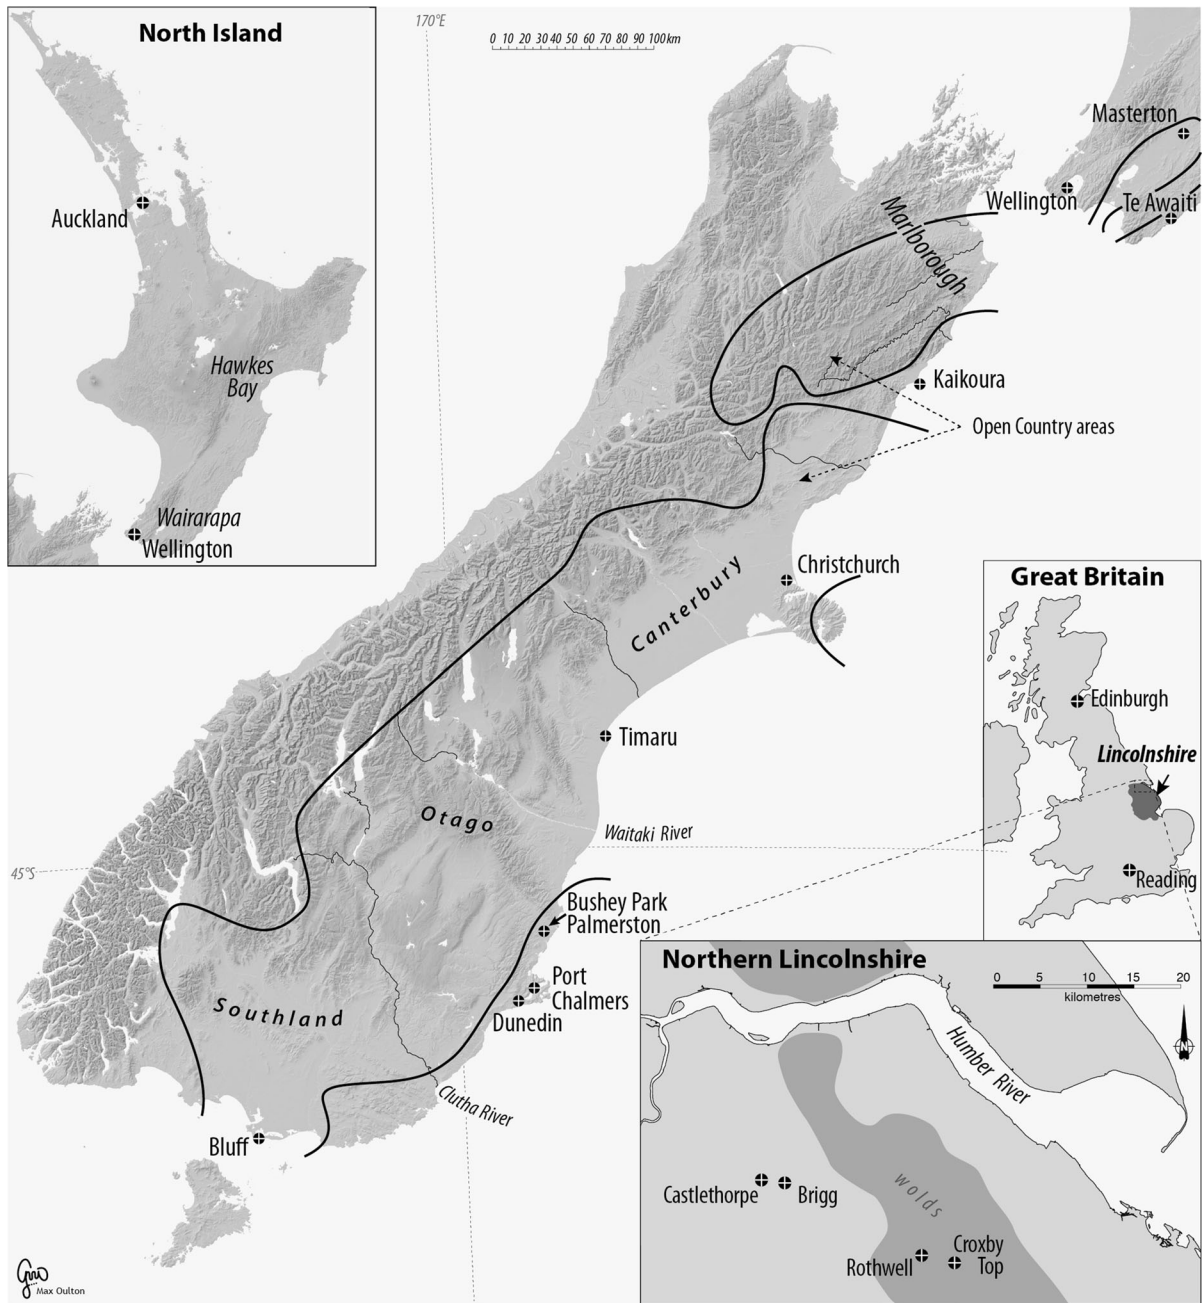 North Island
Auckland
Hawkes
Bay
Wairarapa
Wellington
170°E
0 10 20 30 40 50 60 70 80 90 100km
Masterton
Wellington
Te Awaiti
Marlborough
Kaikoura
Open Country areas
Christchurch
Canterbury
Timaru
Otago
Waitaki River
45°S
Bushey Park
Palmerston
Port
Chalmers
Dunedin
Southland
Clutha River
Bluff
Great Britain
Edinburgh
Lincolnshire
Reading
Northern Lincolnshire
0 5 10 15 20
kilometres
N
Humber River
wolds
Castlethorpe
Brigg
Rothwell
Croxby
Top
Max Oulton